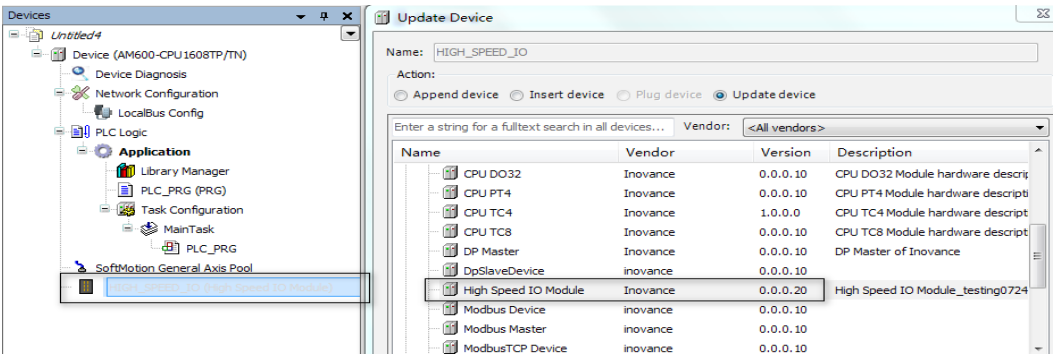 Devices
Untitled4
Device (AM600-CPU1608TP/TN)
Device Diagnosis
Network Configuration
LocalBus Config
PLC Logic
Application
Library Manager
PLC_PRG (PRG)
Task Configuration
MainTask
PLC_PRG
SoftMotion General Axis Pool
HIGH_SPEED_IO (High Speed IO Module)
Update Device
Name: HIGH_SPEED_IO
Action:
Append device Insert device Plug device Update device
Enter a string for a fulltext search in all devices... Vendor: <All vendors>
Name Vendor Version Description
CPU DO32 Inovance 0.0.0.10 CPU DO32 Module hardware descrip
CPU PT4 Inovance 0.0.0.10 CPU PT4 Module hardware descripti
CPU TC4 Inovance 1.0.0.0 CPU TC4 Module hardware descript
CPU TC8 Inovance 0.0.0.10 CPU TC8 Module hardware descript
DP Master Inovance 0.0.0.10 DP Master of Inovance
DpSlaveDevice inovance 0.0.0.10
High Speed IO Module Inovance 0.0.0.20 High Speed IO Module_testing0724
Modbus Device inovance 0.0.0.10
Modbus Master inovance 0.0.0.10
ModbusTCP Device inovance 0.0.0.10